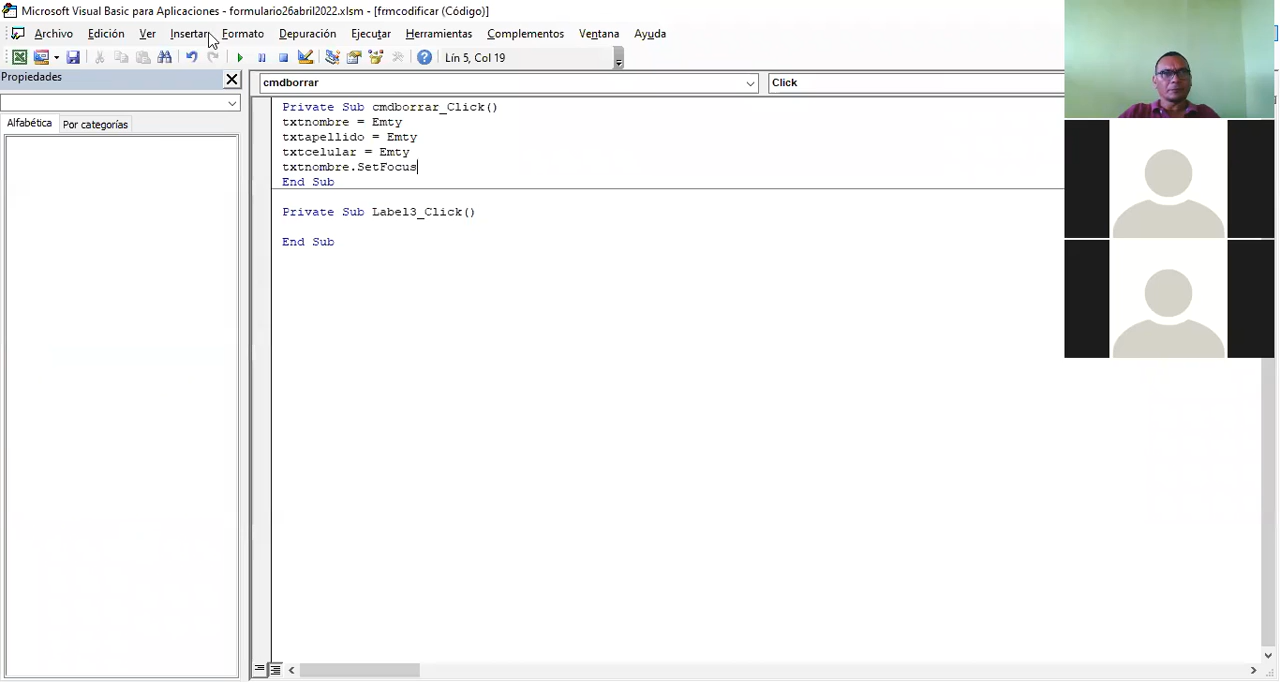 Microsoft Visual Basic para Aplicaciones - formulario26abril2022.xlsm - [frmcodificar (Código)]
Archivo Edición Ver Insertar Formato Depuración Ejecutar Herramientas Complementos Ventana Ayuda
Lín 5, Col 19
Propiedades
Alfabética Por categorías
cmdborrar Click
Private Sub cmdborrar_Click()
txtnombre = Emty
txtapellido = Emty
txtcelular = Emty
txtnombre.SetFocus
End Sub
Private Sub Label3_Click()
End Sub